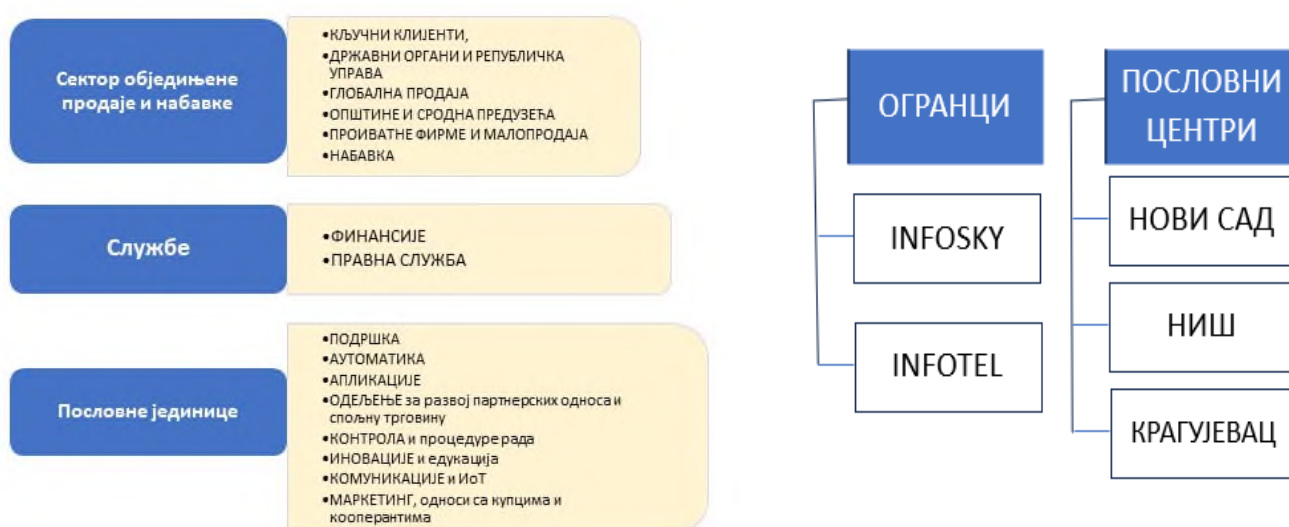 Сектор обједињене
продаје и набавке
•КЉУЧНИ КЛИЈЕНТИ,
•ДРЖАВНИ ОРГАНИ И РЕПУБЛИЧКА
УПРАВА
•ГЛОБАЛНА ПРОДАЈА
•ОПШТИНЕ И СРОДНА ПРЕДУЗЕЋА
•ПРОИВАТНЕ ФИРМЕ И МАЛОПРОДАЈА
•НАБАВКА
Службе
•ФИНАНСИЈЕ
•ПРАВНА СЛУЖБА
Пословне јединице
•ПОДРШКА
•АУТОМАТИКА
•АПЛИКАЦИЈЕ
•ОДЕЉЕЊЕ за развој партнерских односа и
спољну трговину
•КОНТРОЛА и процедуре рада
•ИНОВАЦИЈЕ и едукација
•КОМУНИКАЦИЈЕ и ИоТ
•МАРКЕТИНГ, односи са купцима и
кооперантима
ОГРАНЦИ
INFOSKY
INFOTEL
ПОСЛОВНИ
ЦЕНТРИ
НОВИ САД
НИШ
КРАГУЈЕВАЦ